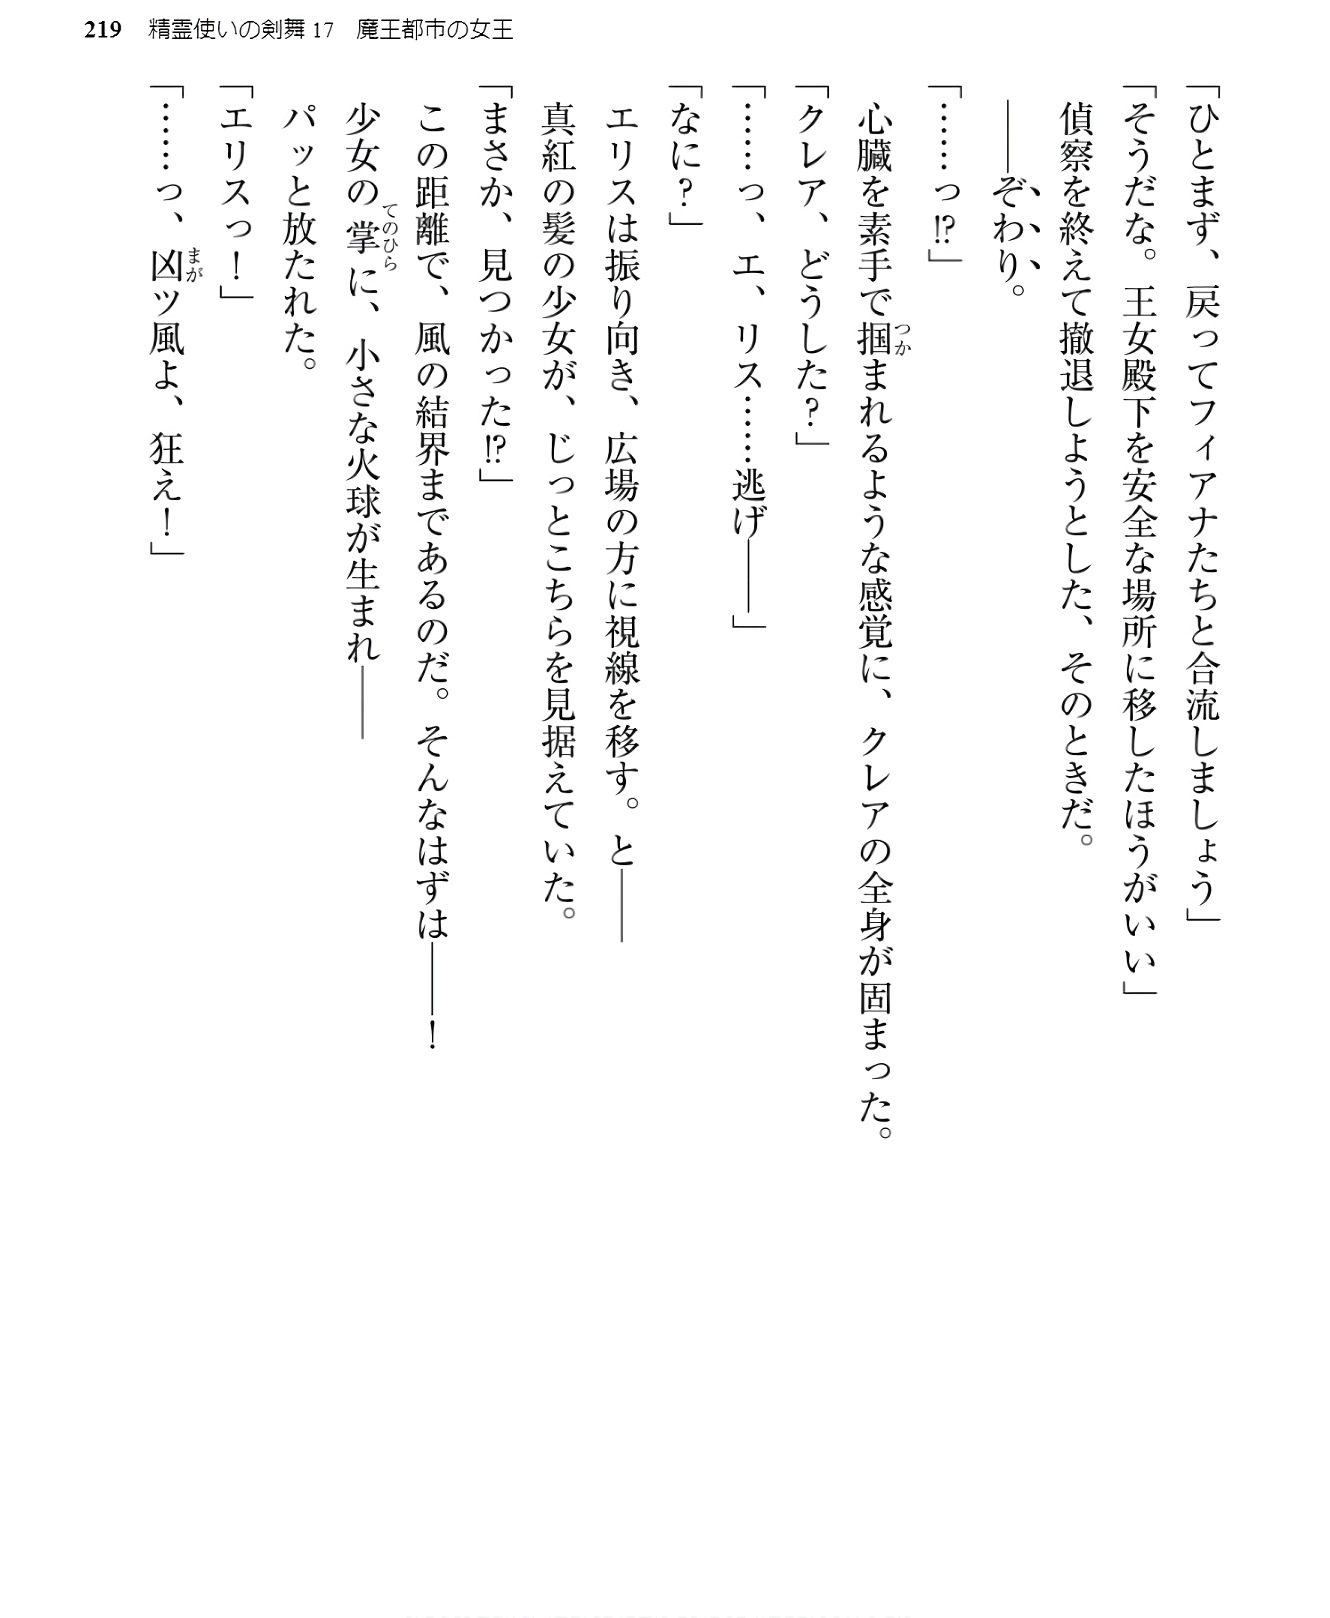 219 精霊使いの剣舞17 魔王都市の女王
「ひとまず、戻ってフィアナたちと合流しましょう」
「そうだな。王女殿下を安全な場所に移したほうがいい」
偵察を終えて撤退しようとした、そのときだ。
――ぞわり。
「……っ!?」
心臓を素手で掴まれるような感覚に、クレアの全身が固まった。
「クレア、どうした?」
「……っ、エ、リス……逃げ――」
「なに?」
エリスは振り向き、広場の方に視線を移す。と――
真紅の髪の少女が、じっとこちらを見据えていた。
「まさか、見つかった!?」
この距離で、風の結界まであるのだ。そんなはずは――!
少女の掌に、小さな火球が生まれ――
パッと放たれた。
「エリスっ!」
「……っ、凶ツ風よ、狂え!」